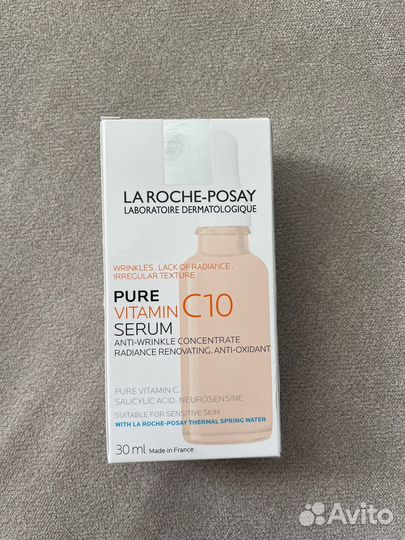 LA ROCHE-POSAY
LABORATOIRE DERMATOLOGIQUE
WRINKLES . LACK OF RADIANCE .
IRREGULAR TEXTURE
PURE
VITAMIN C10
SERUM
ANTI-WRINKLE CONCENTRATE
RADIANCE RENOVATING. ANTI-OXIDANT
PURE VITAMIN C.
SALICYLIC ACID. NEUROSENSINE
SUITABLE FOR SENSITIVE SKIN
WITH LA ROCHE-POSAY THERMAL SPRING WATER
30 ml Made in France
Avito